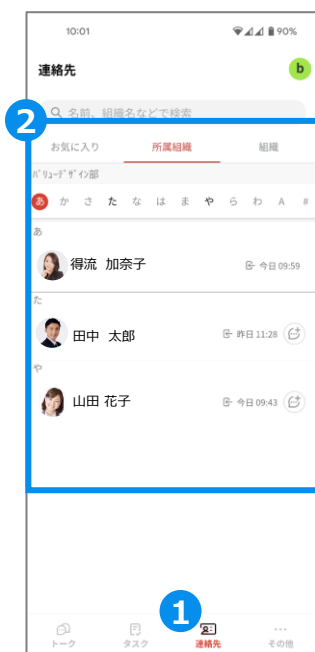 10:01 90%
連絡先 b
2 名前、組織名などで検索
お気に入り 所属組織 組織
ﾊﾞﾘｭｰﾃﾞｻﾞｲﾝ部
あ か さ た な は ま や ら わ A #
あ
得流 加奈子 今日 09:59
た
田中 太郎 昨日 11:28
や
山田 花子 今日 09:43
1
トーク タスク 連絡先 その他